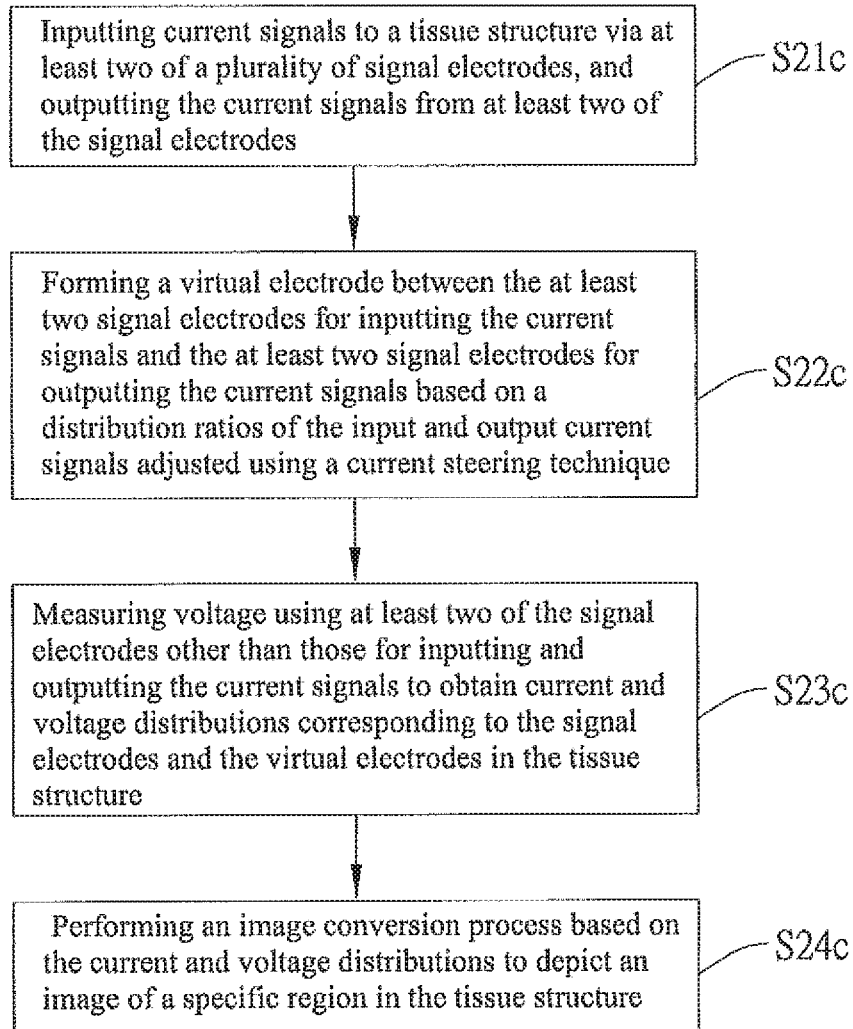 Inputting current signals to a tissue structure via at
least two of a plurality of signal electrodes, and
outputting the current signals from at least two of
the signal electrodes
S21c
Forming a virtual electrode between the at least
two signal electrodes for inputting the current
signals and the at least two signal electrodes for
outputting the current signals based on a
distribution ratios of the input and output current
signals adjusted using a current steering technique
S22c
Measuring voltage using at least two of the signal
electrodes other than those for inputting and
outputting the current signals to obtain current and
voltage distributions corresponding to the signal
electrodes and the virtual electrodes in the tissue
structure
S23c
Performing an image conversion process based on
the current and voltage distributions to depict an
image of a specific region in the tissue structure
S24c